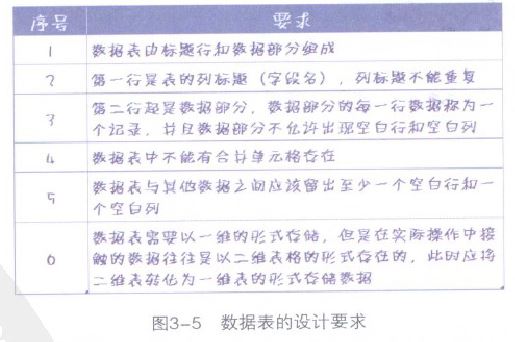 序号 要求
1 数据表由标题行和数据部分组成
2 第一行是表的列标题（字段名），列标题不能重复
第二行起是数据部分，数据部分的每一行数据称为一
3
个记录，并且数据部分不允许出现空白行和空白列
4 数据表中不能有合并单元格存在
数据表与其他数据之间应该留出至少一个空白行和一
5
个空白列
数据表需要以一维的形式存储，但是在实际操作中接
6 触的数据往往是以二维表格的形式存在的，此时应将
二维表转化为一维表的形式存储数据
图3-5 数据表的设计要求